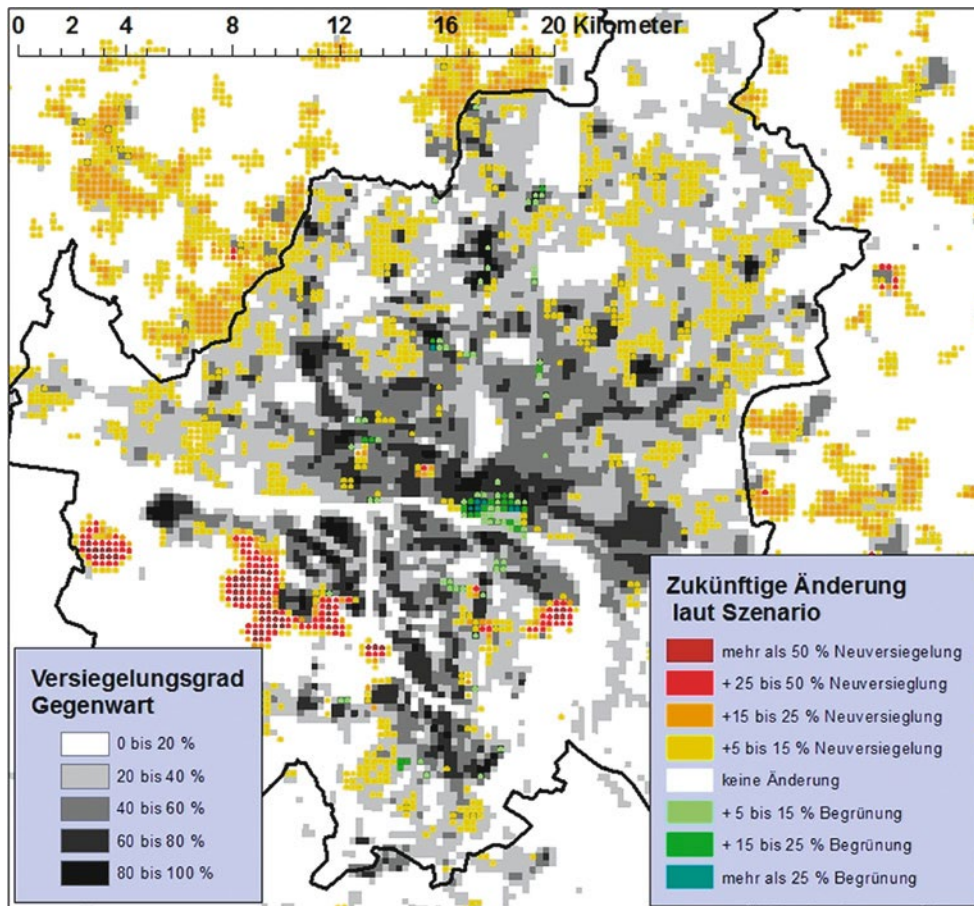 0 4 8 12 16 20 Kilometer
0 2
Versiegelungsgrad
Gegenwart
0 bis 20 %
20 bis 40 %
40 bis 60 %
60 bis 80 %
80 bis 100 %
Zukünftige Änderung
laut Szenario
mehr als 50 % Neuversiegelung
+ 25 bis 50 % Neuversieglung
+15 bis 25 % Neuversieglung
+5 bis 15 % Neuversiegelung
keine Änderung
+ 5 bis 15 % Begrünung
+ 15 bis 25 % Begrünung
mehr als 25 % Begrünung